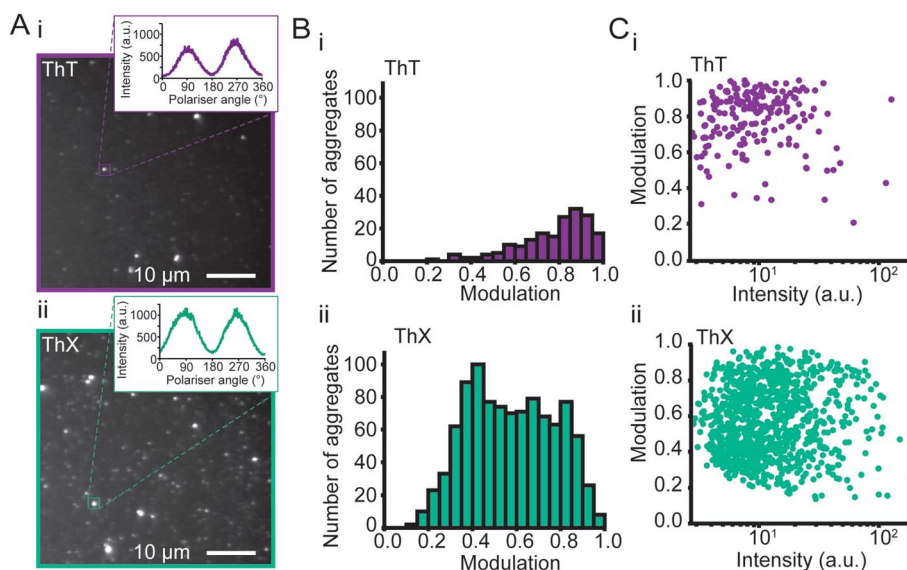 A
i
ThT
Intensity (a.u.)
1000
500
0
0 90 180 270 360
Polariser angle (°)
10 µm
ii
ThX
Intensity (a.u.)
1000
500
0
0 90 180 270 360
Polariser angle (°)
10 µm
B
i
ThT
Number of aggregates
100
80
60
40
20
0
0.0 0.2 0.4 0.6 0.8 1.0
Modulation
ii
ThX
Number of aggregates
100
80
60
40
20
0
0.0 0.2 0.4 0.6 0.8 1.0
Modulation
C
i
ThT
Modulation
1.0
0.8
0.6
0.4
0.2
0.0
10¹ 10²
Intensity (a.u.)
ii
ThX
Modulation
1.0
0.8
0.6
0.4
0.2
0.0
10¹ 10²
Intensity (a.u.)